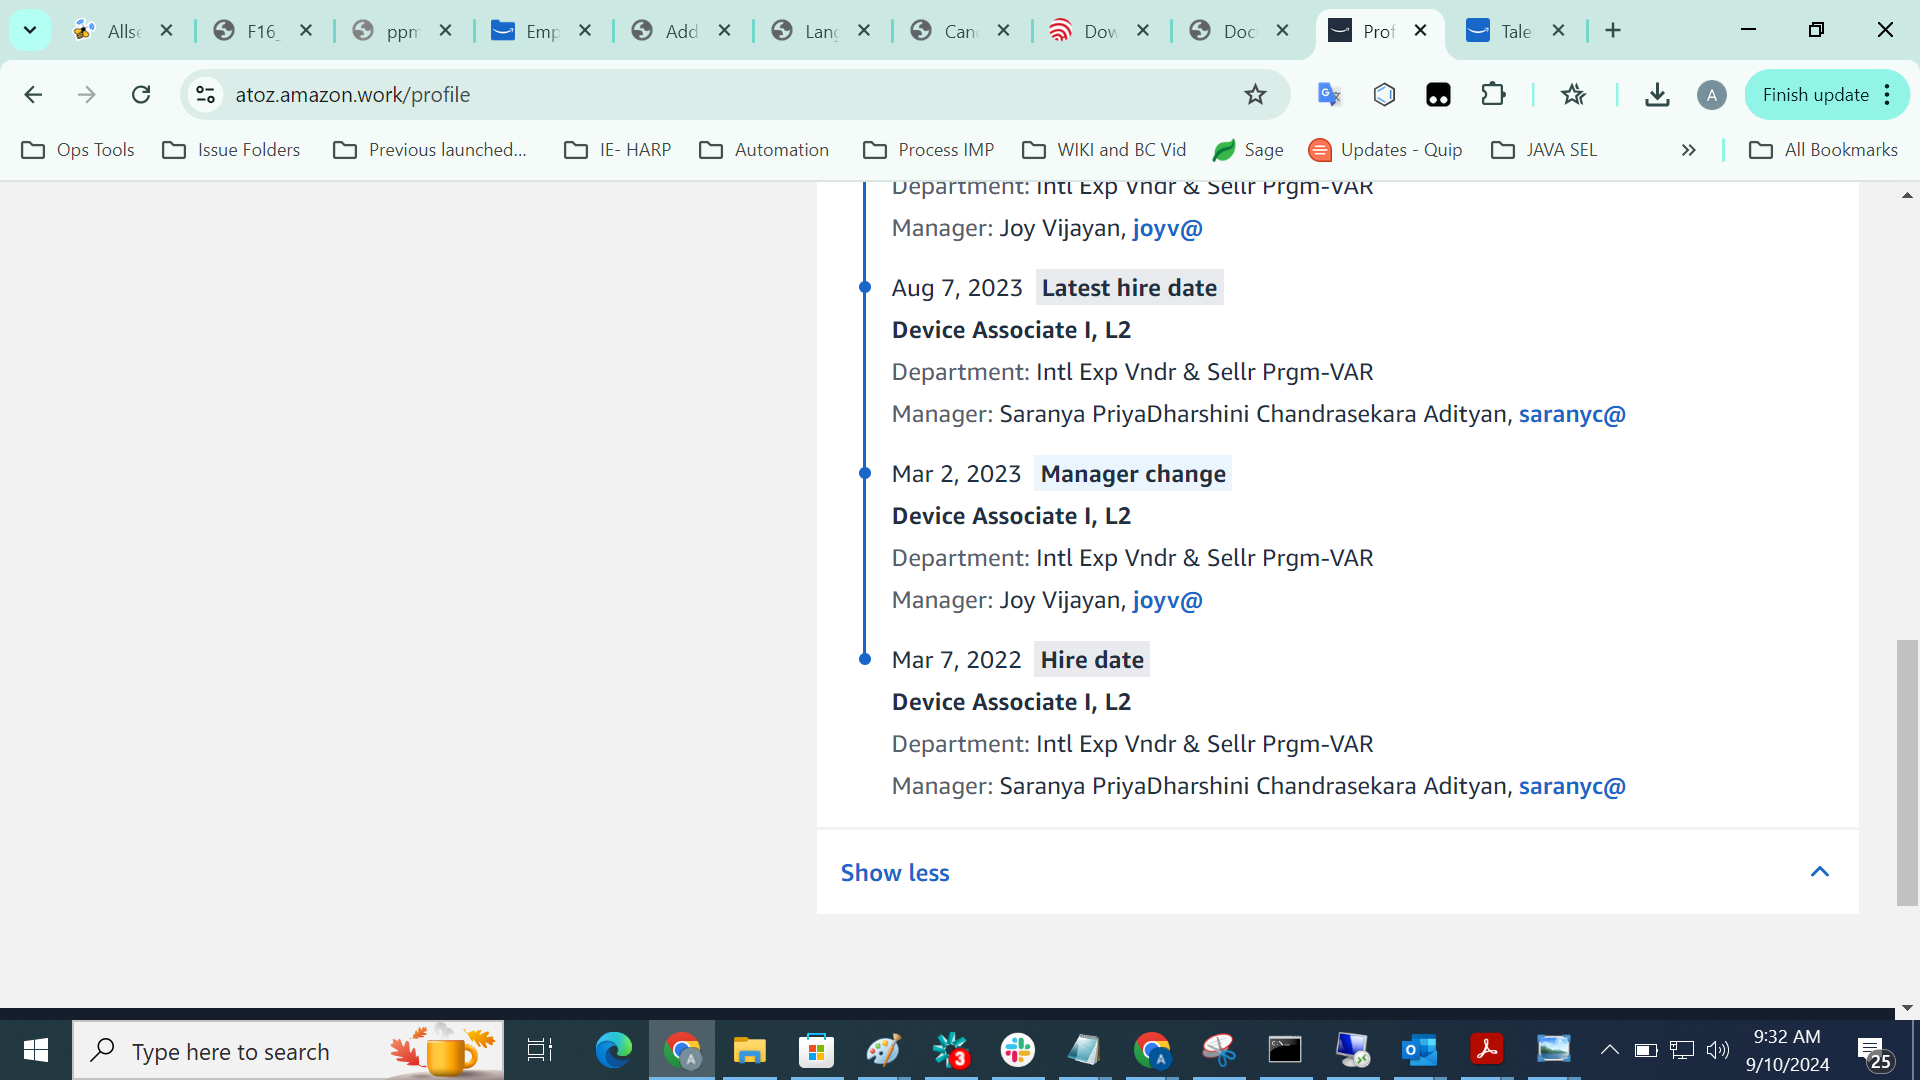 Allse
F16_
ppm
Emp
Add
Lang
Can
Dow
Doc
Prof
Tale
atoz.amazon.work/profile
A
Finish update
Ops Tools
Issue Folders
Previous launched...
IE- HARP
Automation
Process IMP
WIKI and BC Vid
Sage
Updates - Quip
JAVA SEL
All Bookmarks
Department: Intl Exp Vndr & Sellr Prgm-VAR
Manager: Joy Vijayan, joyv@
Aug 7, 2023 Latest hire date
Device Associate I, L2
Department: Intl Exp Vndr & Sellr Prgm-VAR
Manager: Saranya PriyaDharshini Chandrasekara Adityan, saranyc@
Mar 2, 2023 Manager change
Device Associate I, L2
Department: Intl Exp Vndr & Sellr Prgm-VAR
Manager: Joy Vijayan, joyv@
Mar 7, 2022 Hire date
Device Associate I, L2
Department: Intl Exp Vndr & Sellr Prgm-VAR
Manager: Saranya PriyaDharshini Chandrasekara Adityan, saranyc@
Show less
Type here to search
3
9:32 AM
9/10/2024
25